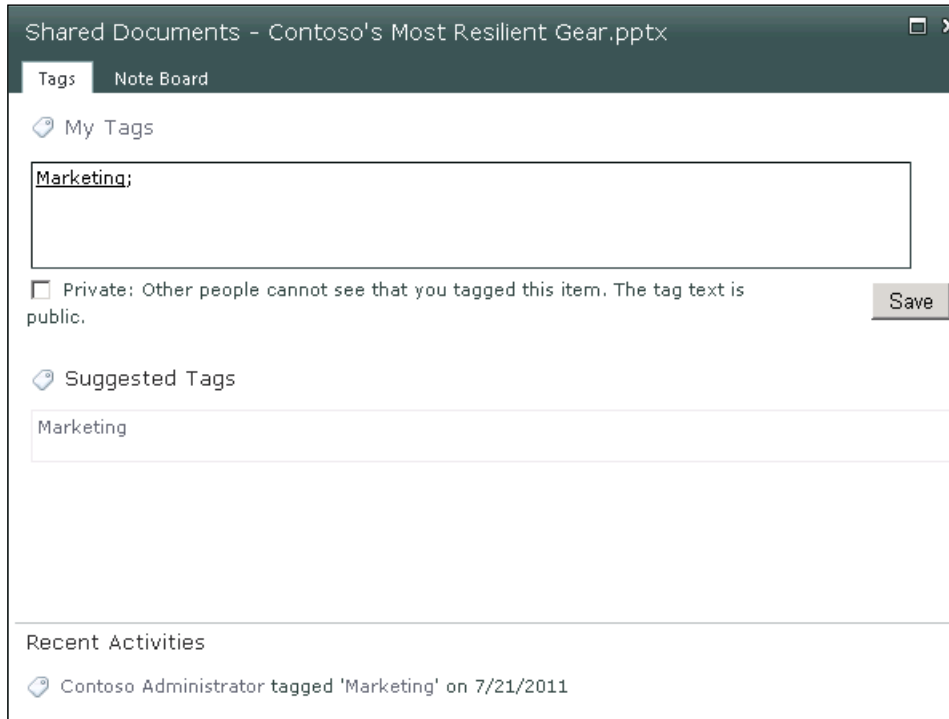 Shared Documents - Contoso's Most Resilient Gear.pptx
Tags Note Board
My Tags
Marketing;
Private: Other people cannot see that you tagged this item. The tag text is
public.
Save
Suggested Tags
Marketing
Recent Activities
Contoso Administrator tagged 'Marketing' on 7/21/2011